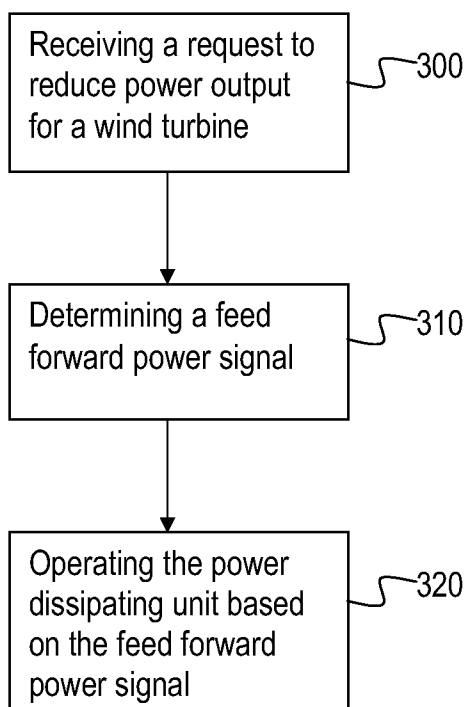 Receiving a request to
reduce power output
for a wind turbine
300
Determining a feed
forward power signal
310
Operating the power
dissipating unit based
on the feed forward
power signal
320